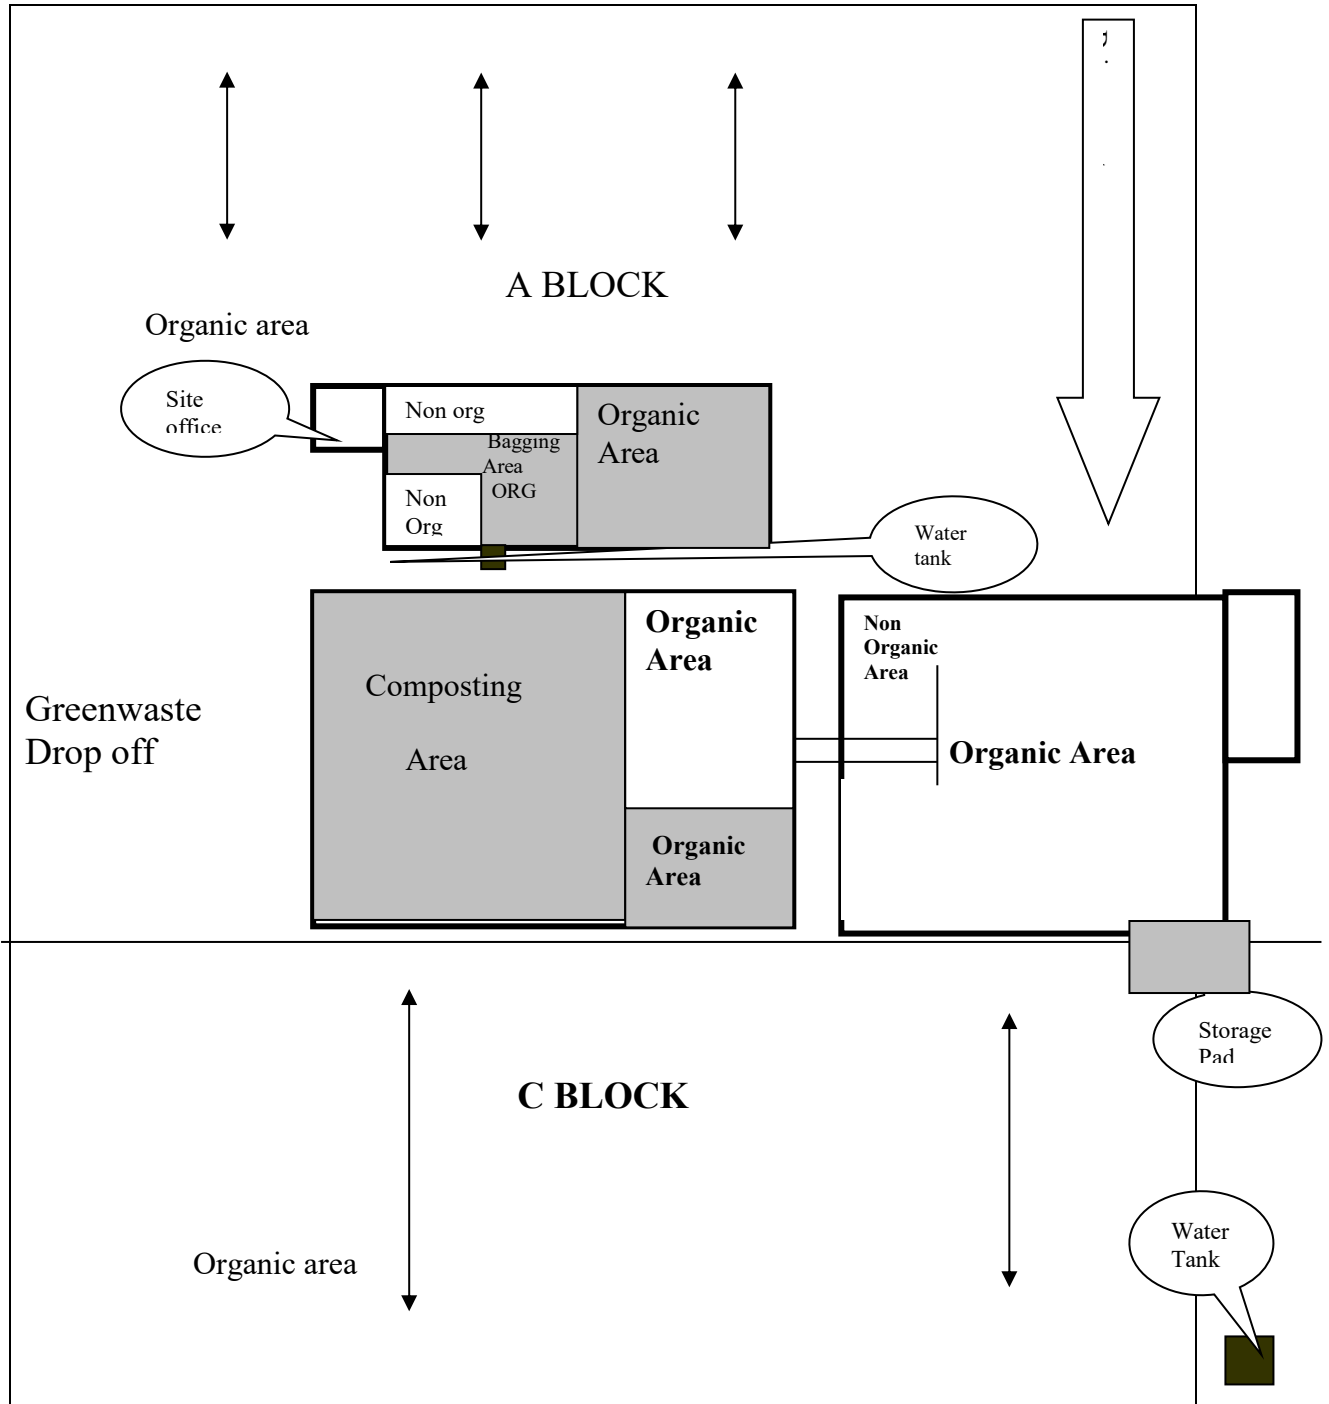 A BLOCK
Organic area
Site
office
Non org
Organic
Area
Bagging
Area
ORG
Non
Org
Water
tank
Organic
Area
Non
Organic
Area
Composting
Area
Greenwaste
Drop off
Organic Area
Organic
Area
Storage
Pad
C BLOCK
Water
Tank
Organic area